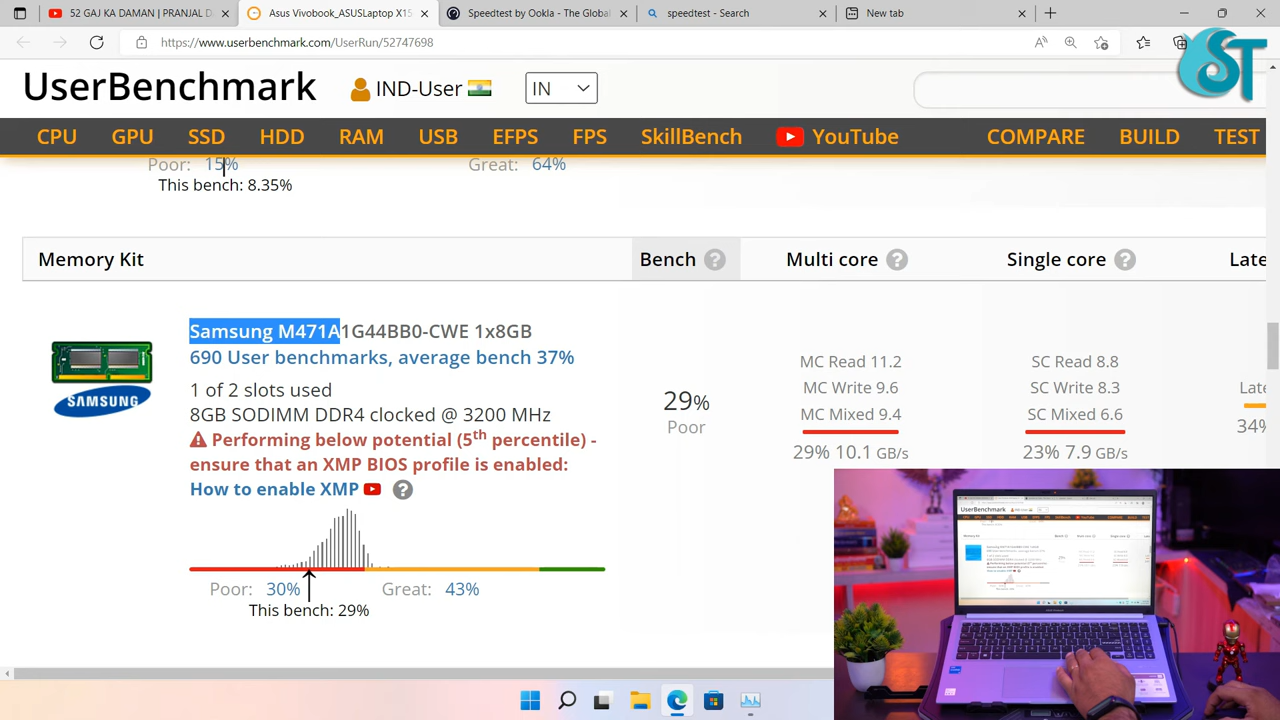 52 GAJ KA DAMAN | PRANJAL D
Asus Vivobook_ASUSLaptop X15
Speedtest by Ookla - The Global
speedtest - Search
New tab
https://www.userbenchmark.com/UserRun/52747698
ST
UserBenchmark
IND-User
IN
CPU GPU SSD HDD RAM USB EFPS FPS SkillBench YouTube COMPARE BUILD TEST
Poor: 15% Great: 64%
This bench: 8.35%
Memory Kit Bench ? Multi core ? Single core ? Late
Samsung M471A1G44BB0-CWE 1x8GB
690 User benchmarks, average bench 37%
1 of 2 slots used
8GB SODIMM DDR4 clocked @ 3200 MHz
Performing below potential (5th percentile) -
ensure that an XMP BIOS profile is enabled:
How to enable XMP ?
SAMSUNG
Poor: 30% Great: 43%
This bench: 29%
29%
Poor
MC Read 11.2
MC Write 9.6
MC Mixed 9.4
29% 10.1 GB/s
SC Read 8.8
SC Write 8.3
SC Mixed 6.6
23% 7.9 GB/s
Late
34%
UserBenchmark